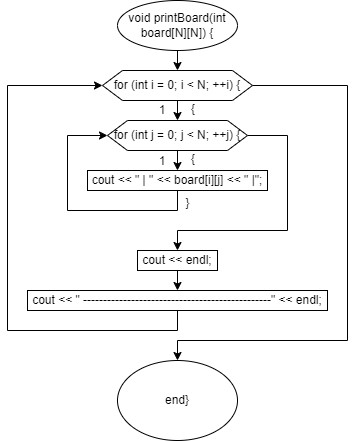 void printBoard(int
board[N][N]) {
1
for (int i = 0; i < N; ++i) {
1 {
for (int j = 0; j < N; ++j) {
1 {
cout << " | " << board[i][j] << " |";
}
cout << endl;
cout << " -----------------------------------------------" << endl;
end}